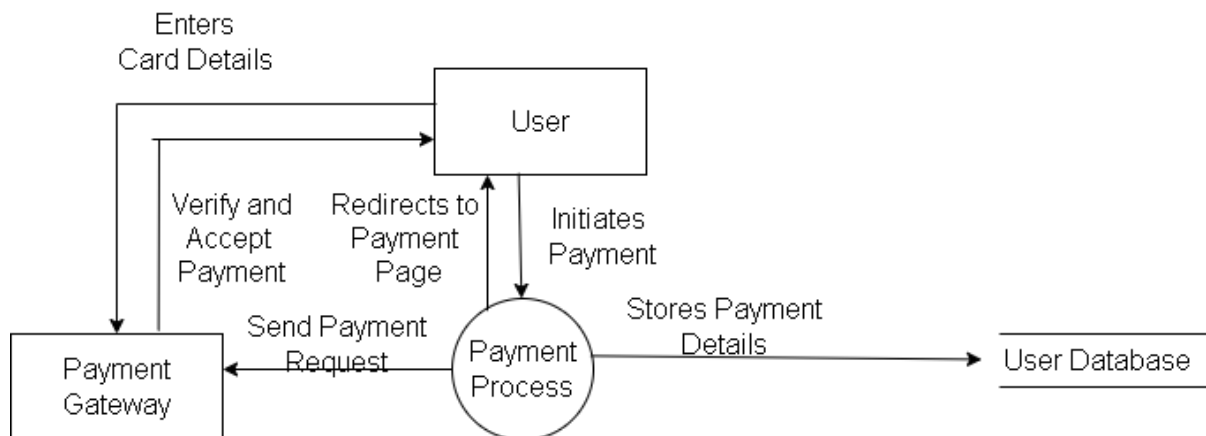 Enters
Card Details
User
Verify and
Accept
Payment
Redirects to
Payment
Page
Initiates
Payment
Send Payment
Request
Stores Payment
Details
Payment
Gateway
Payment
Process
User Database